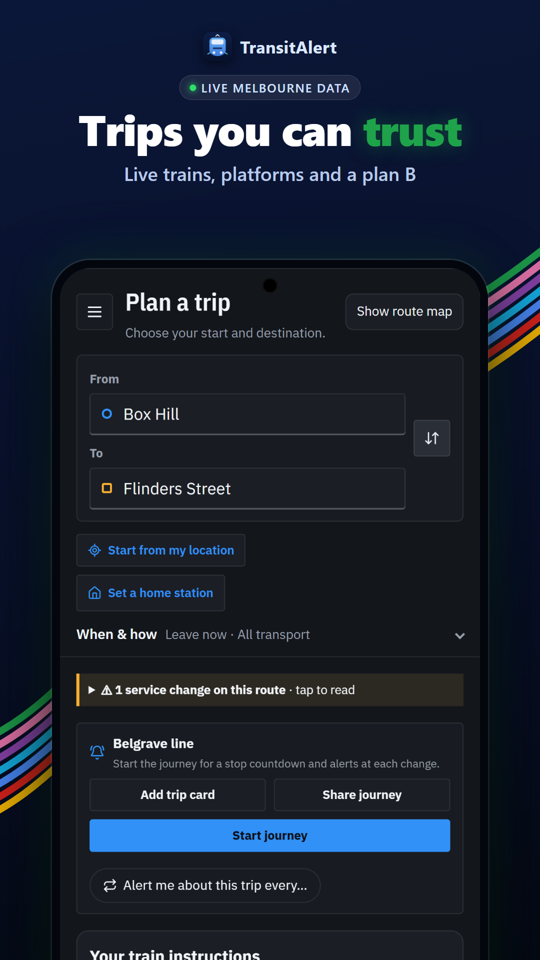 TransitAlert
LIVE MELBOURNE DATA
Trips you can trust
Live trains, platforms and a plan B
Plan a trip
Choose your start and destination.
Show route map
From
Box Hill
To
Flinders Street
Start from my location
Set a home station
When & how Leave now · All transport
▶ ⚠ 1 service change on this route · tap to read
Belgrave line
Start the journey for a stop countdown and alerts at each change.
Add trip card
Share journey
Start journey
Alert me about this trip every...
Your train instructions